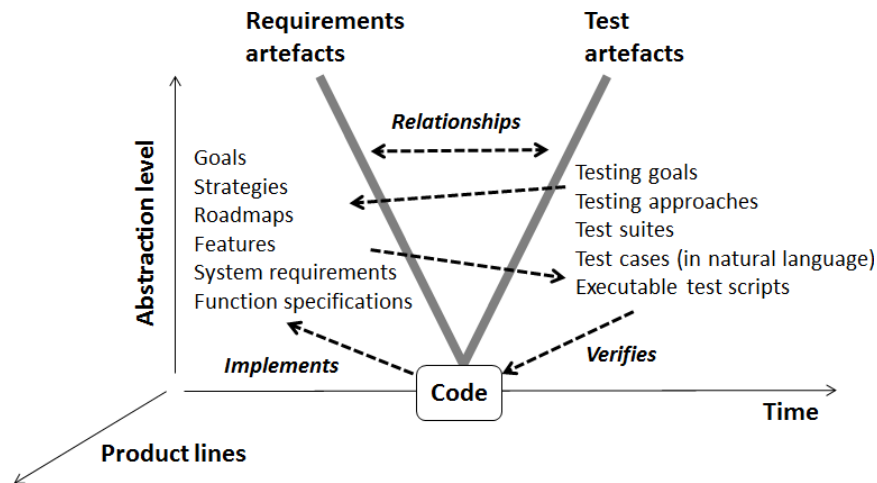 Requirements
artefacts
Test
artefacts
Relationships
Abstraction level
Goals
Strategies
Roadmaps
Features
System requirements
Function specifications
Testing goals
Testing approaches
Test suites
Test cases (in natural language)
Executable test scripts
Implements
Verifies
Code
Time
Product lines